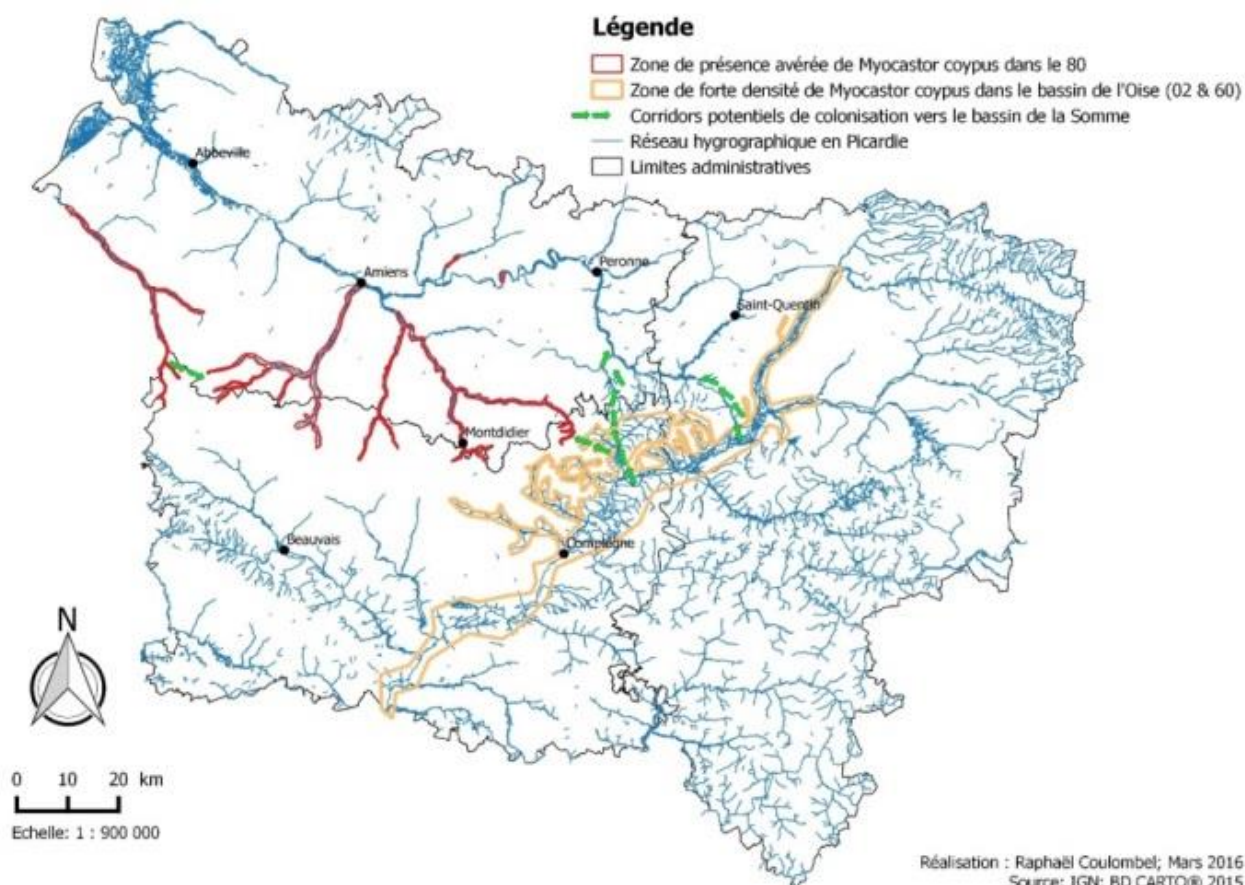 Légende
Zone de présence avérée de Myocastor coypus dans le 80
Zone de forte densité de Myocastor coypus dans le bassin de l'Oise (02 & 60)
Corridors potentiels de colonisation vers le bassin de la Somme
Réseau hygrographique en Picardie
Limites administratives
Abbeville
Amiens
Peronne
Saint-Quentin
Montdidier
Beauvais
Compiègne
N
0 10 20 km
Echelle: 1 : 900 000
Réalisation : Raphaël Coulombel; Mars 2016
Source: IGN; BD CARTO® 2015